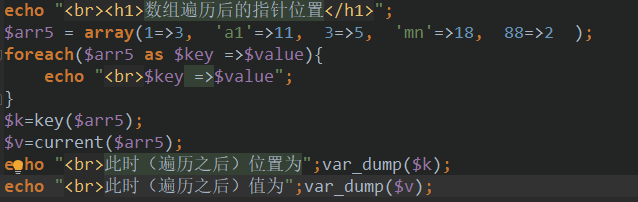 echo "<br><h1>数组遍历后的指针位置</h1>";
$arr5 = array(1=>3, 'a1'=>11, 3=>5, 'mn'=>18, 88=>2 );
foreach($arr5 as $key =>$value){
echo "<br>$key =>$value";
}
$k=key($arr5);
$v=current($arr5);
echo "<br>此时（遍历之后）位置为";var_dump($k);
echo "<br>此时（遍历之后）值为";var_dump($v);